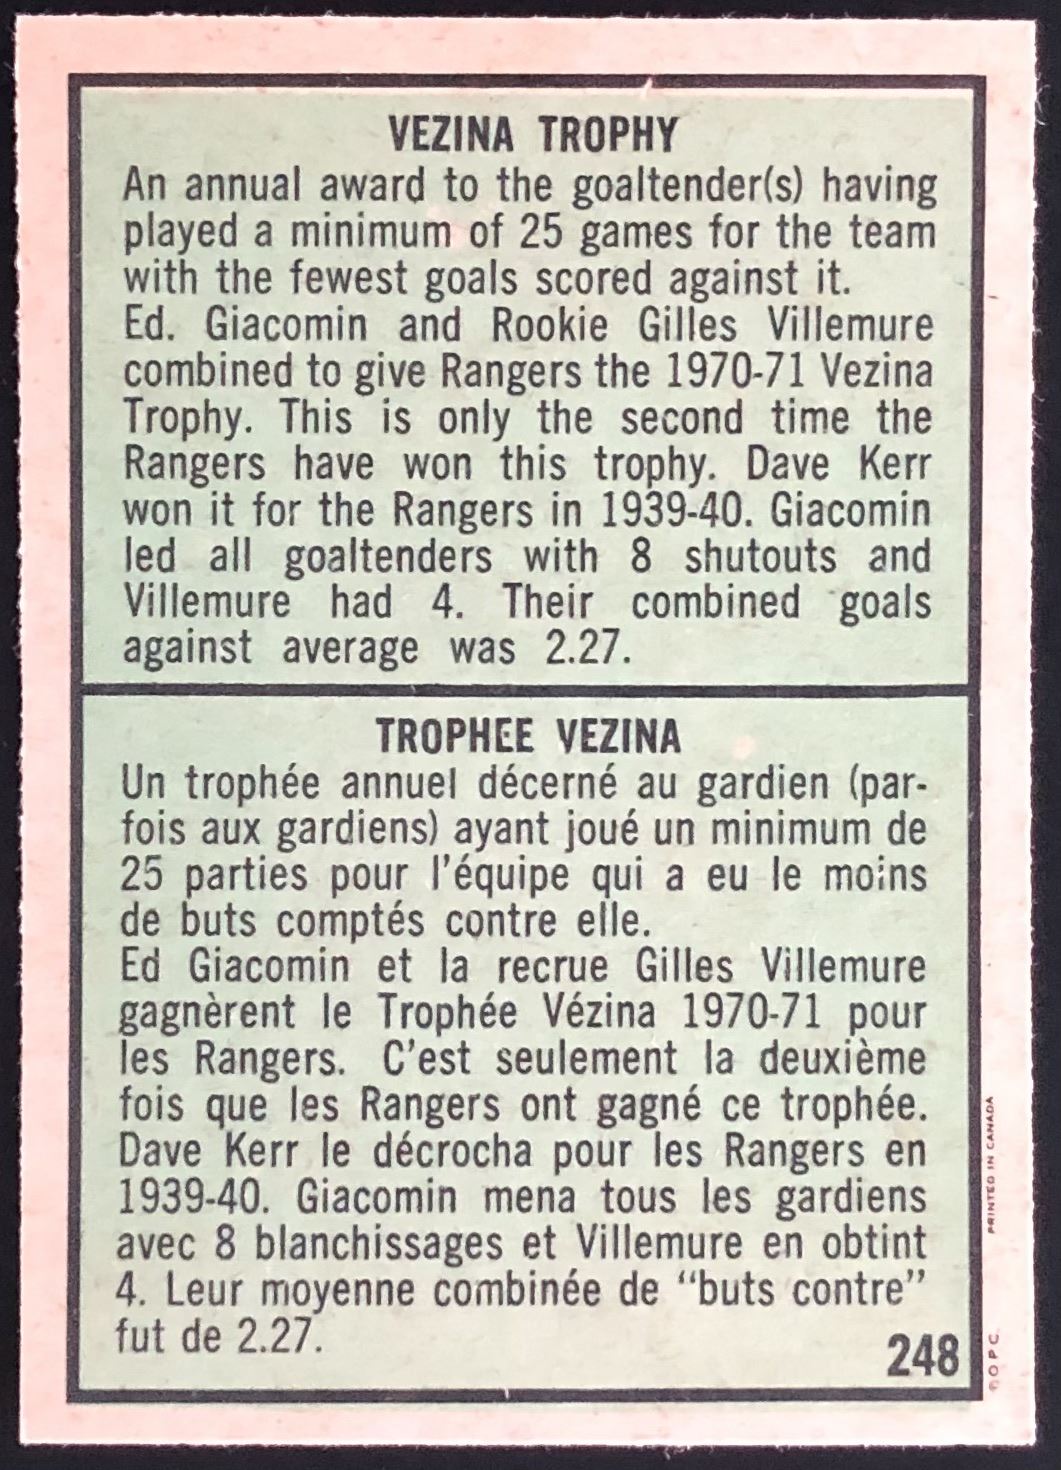 VEZINA TROPHY
An annual award to the goaltender(s) having
played a minimum of 25 games for the team
with the fewest goals scored against it.
Ed. Giacomin and Rookie Gilles Villemure
combined to give Rangers the 1970-71 Vezina
Trophy. This is only the second time the
Rangers have won this trophy. Dave Kerr
won it for the Rangers in 1939-40. Giacomin
led all goaltenders with 8 shutouts and
Villemure had 4. Their combined goals
against average was 2.27.
TROPHEE VEZINA
Un trophée annuel décerné au gardien (par-
fois aux gardiens) ayant joué un minimum de
25 parties pour l'équipe qui a eu le moins
de buts comptés contre elle.
Ed Giacomin et la recrue Gilles Villemure
gagnèrent le Trophée Vézina 1970-71 pour
les Rangers. C'est seulement la deuxième
fois que les Rangers ont gagné ce trophée.
Dave Kerr le décrocha pour les Rangers en
1939-40. Giacomin mena tous les gardiens
avec 8 blanchissages et Villemure en obtint
4. Leur moyenne combinée de “buts contre”
fut de 2.27.
248
©O.P.C. PRINTED IN CANADA